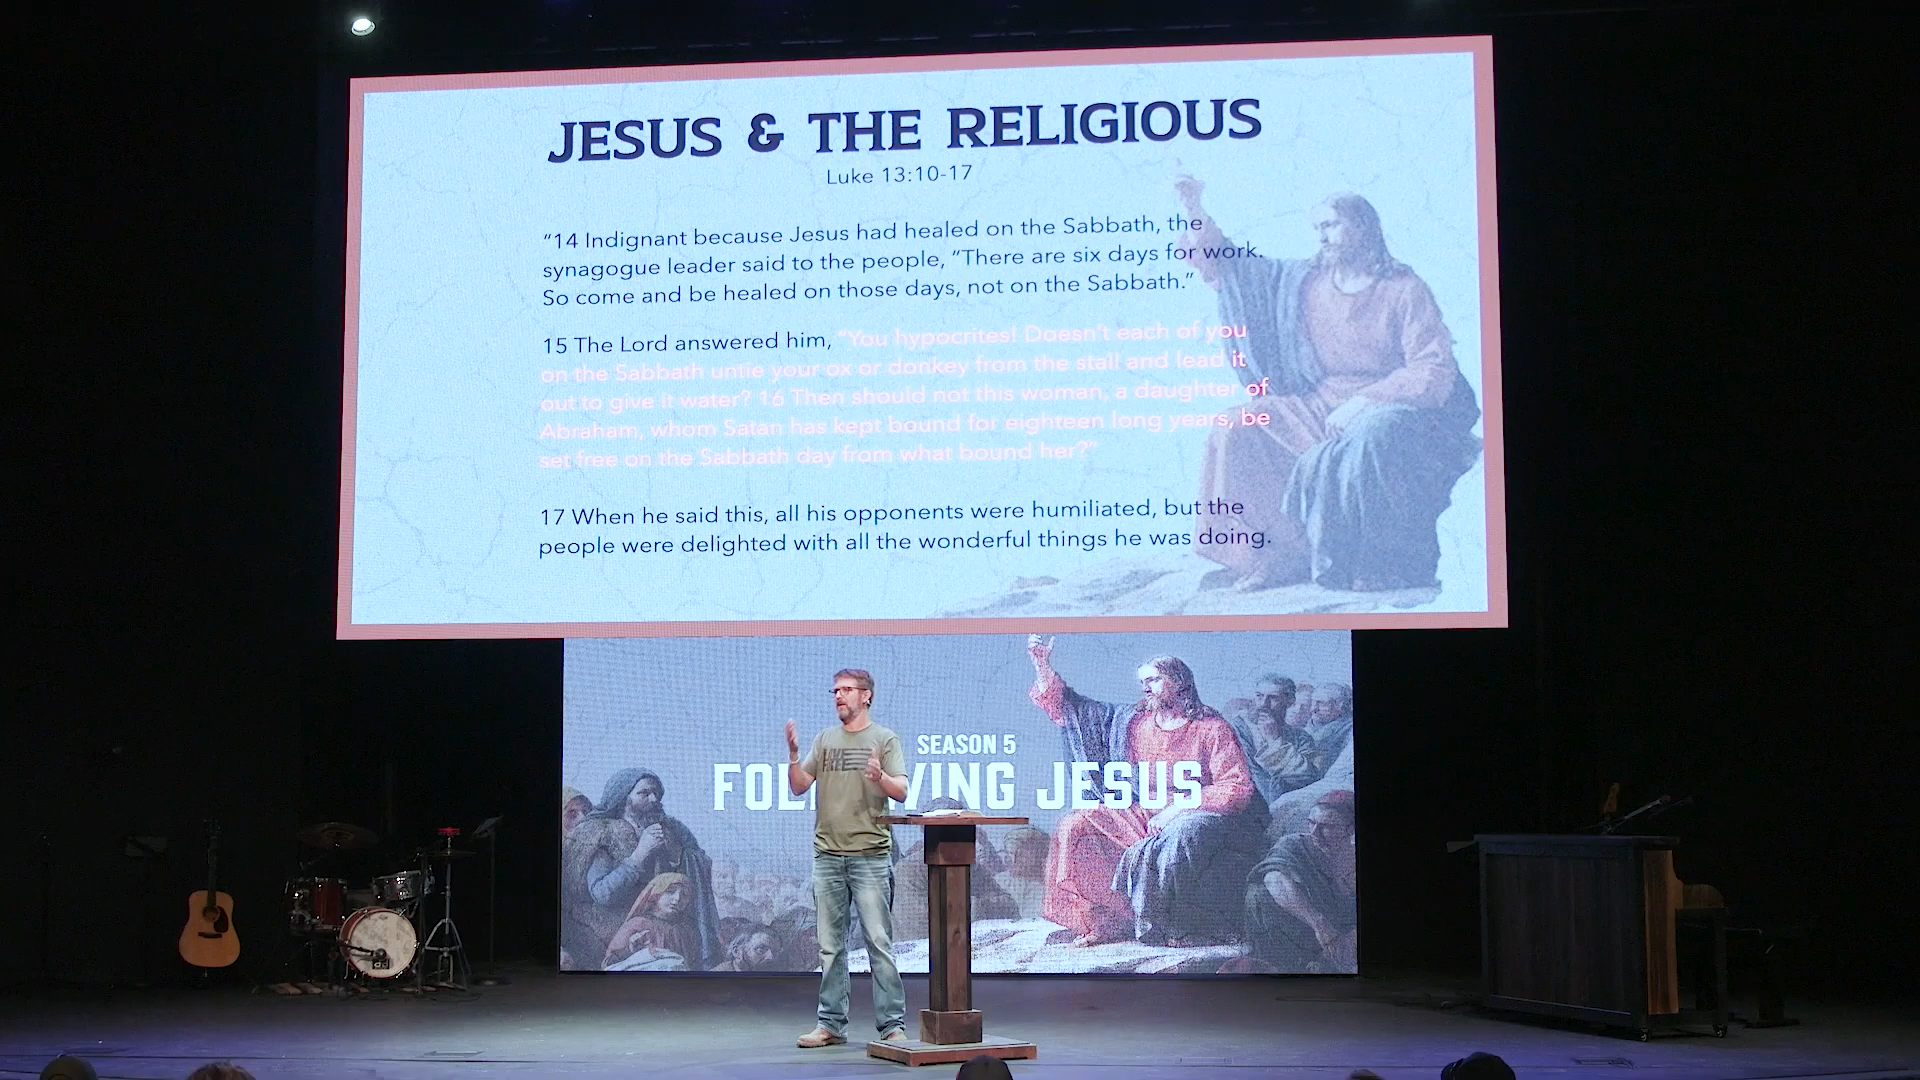 JESUS & THE RELIGIOUS
Luke 13:10-17
“14 Indignant because Jesus had healed on the Sabbath, the
synagogue leader said to the people, “There are six days for work.
So come and be healed on those days, not on the Sabbath.”
15 The Lord answered him, “You hypocrites! Doesn’t each of you
on the Sabbath untie your ox or donkey from the stall and lead it
out to give it water? 16 Then should not this woman, a daughter of
Abraham, whom Satan has kept bound for eighteen long years, be
set free on the Sabbath day from what bound her?”
17 When he said this, all his opponents were humiliated, but the
people were delighted with all the wonderful things he was doing.
SEASON 5
FOL VING JESUS